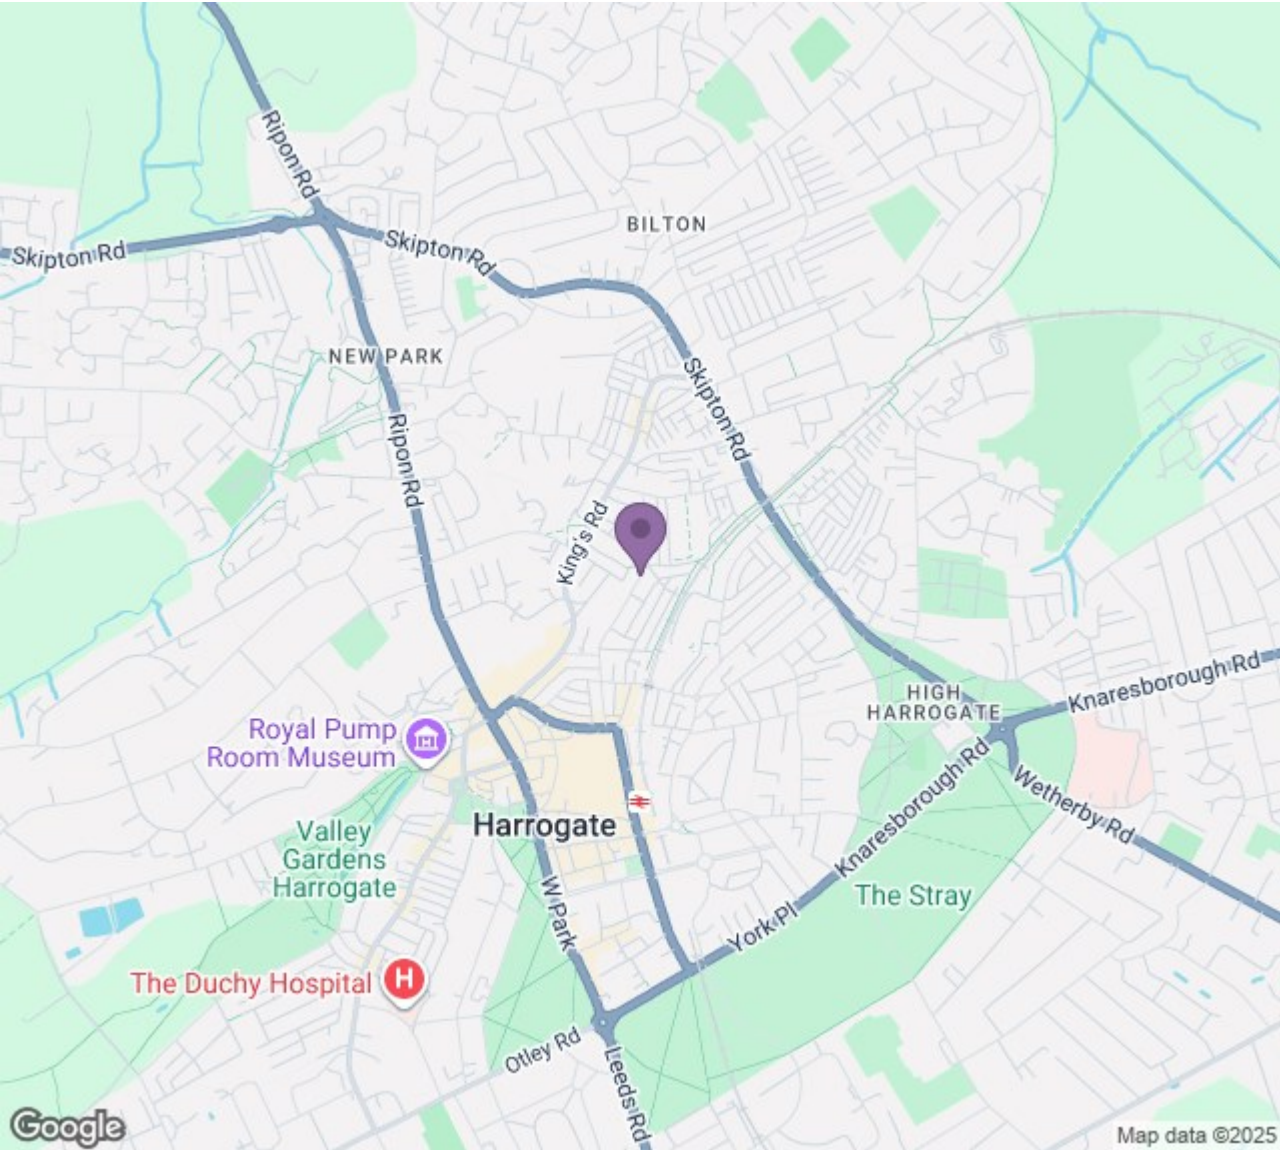 Ripon Rd
BILTON
Skipton Rd
Skipton Rd
NEW PARK
Skipton Rd
Ripon Rd
King's Rd
Knaresborough Rd
HIGH
HARROGATE
Royal Pump
Room Museum
Knaresborough Rd
Wetherby Rd
Harrogate
Valley
Gardens
Harrogate
The Stray
W Park
York Pl
The Duchy Hospital
H
Otley Rd
Leeds Rd
Google
Map data ©2025